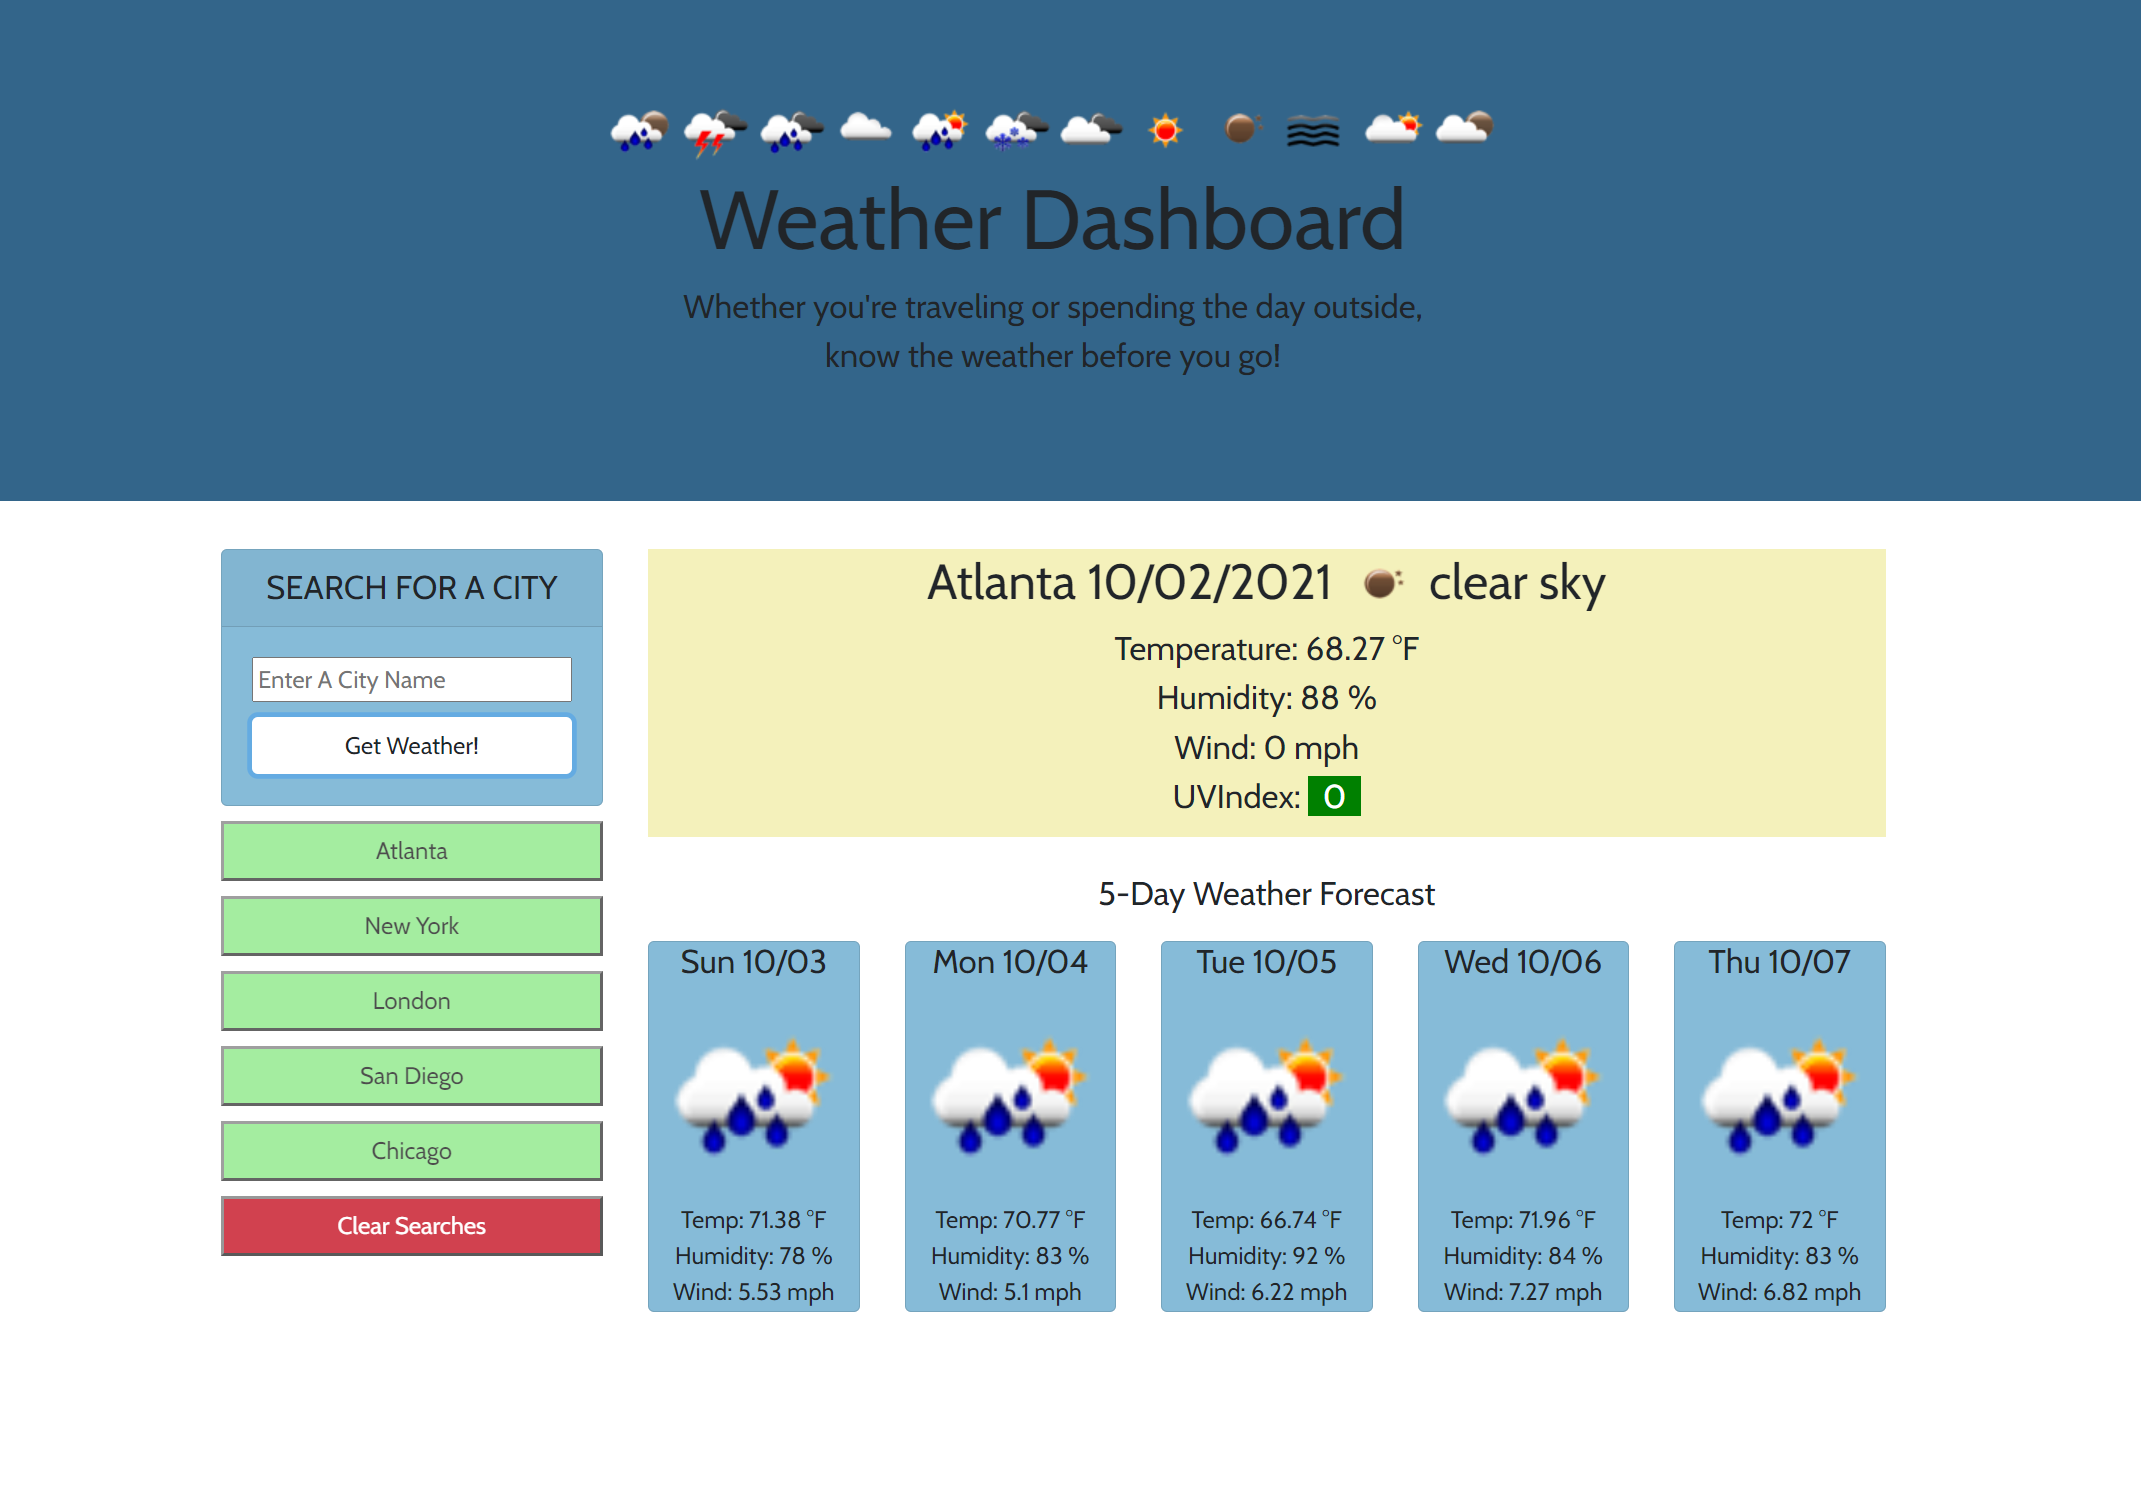 Weather Dashboard
Whether you're traveling or spending the day outside,
know the weather before you go!
SEARCH FOR A CITY
Enter A City Name
Get Weather!
Atlanta
New York
London
San Diego
Chicago
Clear Searches
Atlanta 10/02/2021 clear sky
Temperature: 68.27 °F
Humidity: 88 %
Wind: 0 mph
UVIndex: 0
5-Day Weather Forecast
Sun 10/03
Temp: 71.38 °F
Humidity: 78 %
Wind: 5.53 mph
Mon 10/04
Temp: 70.77 °F
Humidity: 83 %
Wind: 5.1 mph
Tue 10/05
Temp: 66.74 °F
Humidity: 92 %
Wind: 6.22 mph
Wed 10/06
Temp: 71.96 °F
Humidity: 84 %
Wind: 7.27 mph
Thu 10/07
Temp: 72 °F
Humidity: 83 %
Wind: 6.82 mph